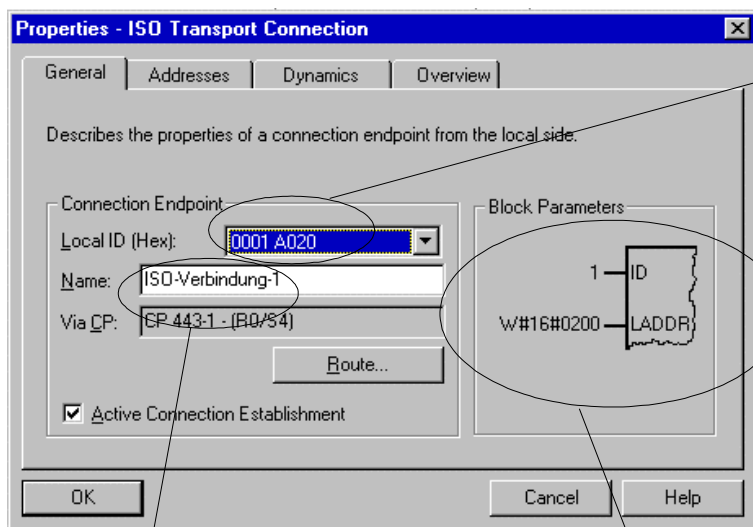 Properties - ISO Transport Connection
General Addresses Dynamics Overview
Describes the properties of a connection endpoint from the local side.
Connection Endpoint
Local ID (Hex): 0001 A020
Name: ISO-Verbindung-1
Via CP: CP 443-1 - (R0/S4)
Route...
Active Connection Establishment
Block Parameters
1 ID
W#16#0200 LADDR
OK Cancel Help